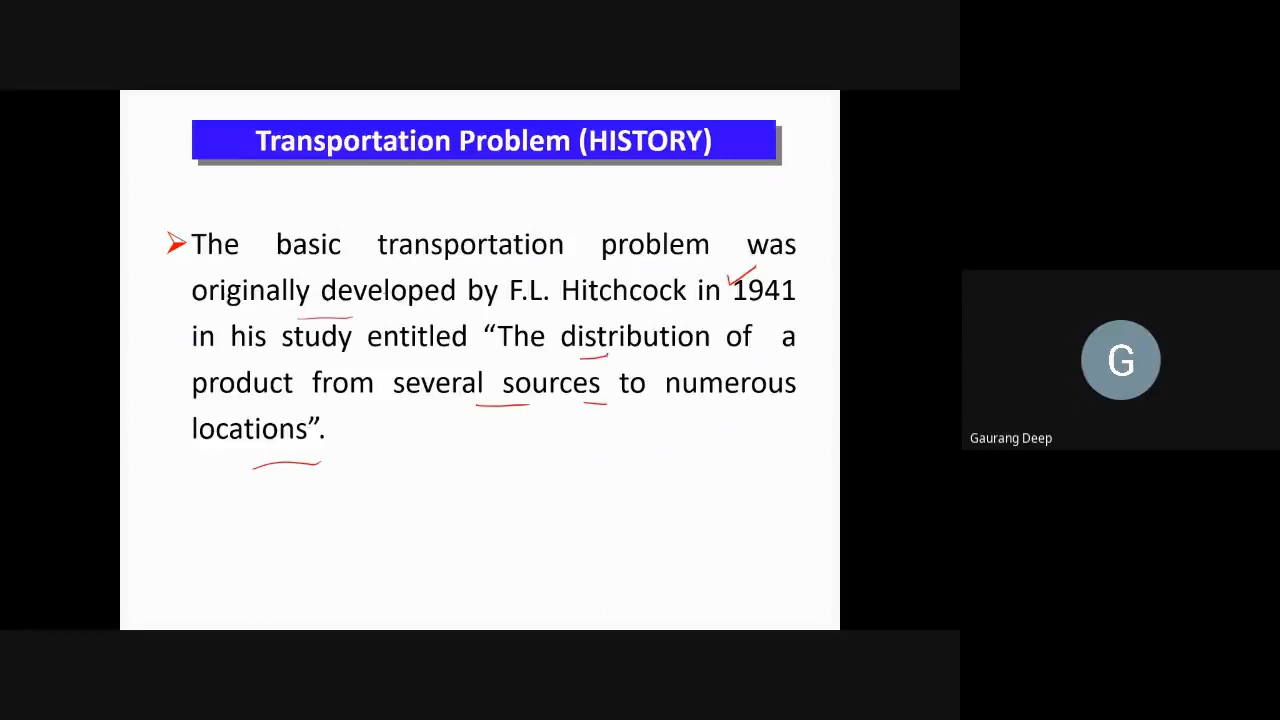 Transportation Problem (HISTORY)
The basic transportation problem was
originally developed by F.L. Hitchcock in 1941
in his study entitled “The distribution of a
product from several sources to numerous
locations”.
G
Gaurang Deep